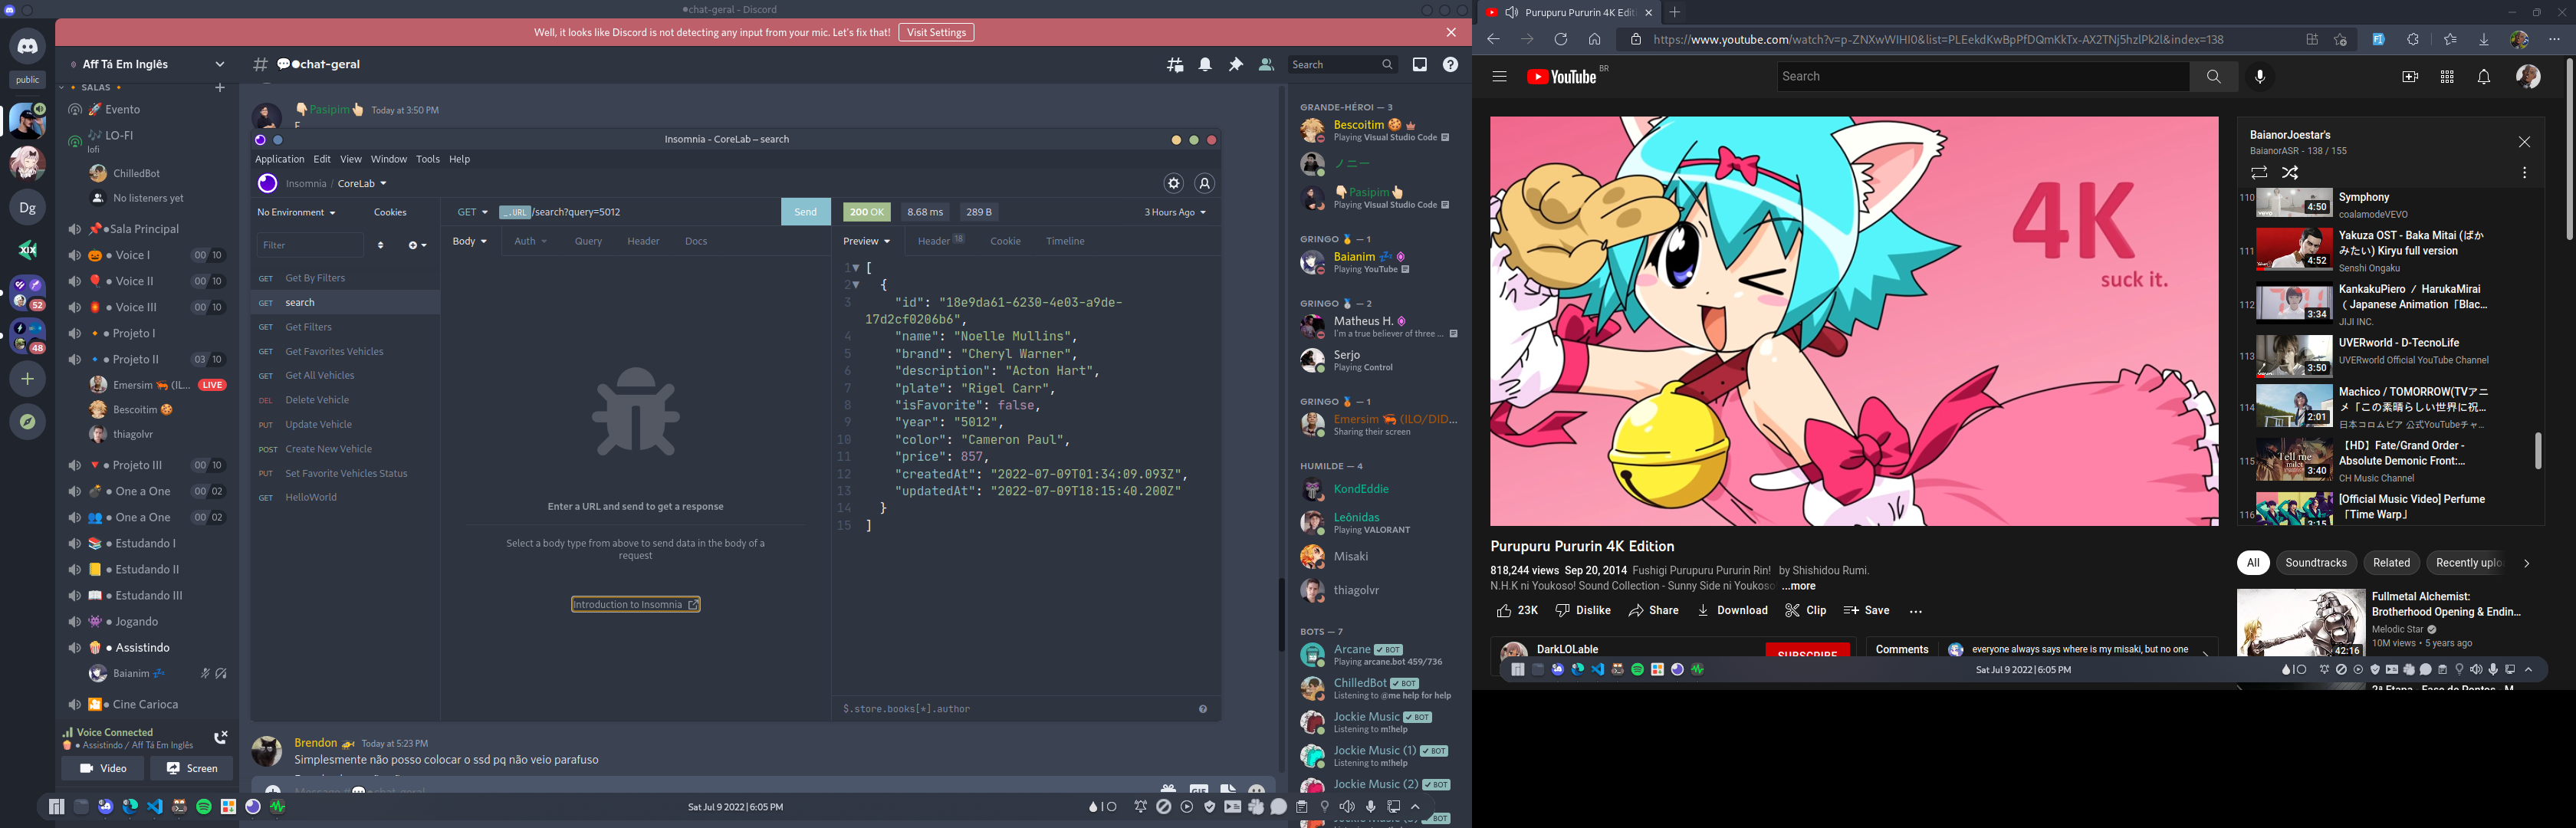 ●chat-geral - Discord
Well, it looks like Discord is not detecting any input from your mic. Let's fix that!
Visit Settings
public
Dg
52
48
Aff Tá Em Inglês
SALAS
Evento
LO-FI
lofi
ChilledBot
No listeners yet
●Sala Principal
● Voice I
00 10
● Voice II
00 10
● Voice III
00 10
● Projeto I
● Projeto II
03 10
Emersim 🦐 (IL...
LIVE
Bescoitim
thiagolvr
● Projeto III
00 10
● One a One
00 02
● One a One
00 02
● Estudando I
● Estudando II
● Estudando III
● Jogando
● Assistindo
Baianim 💤
● Cine Carioca
Voice Connected
● Assistindo / Aff Tá Em Inglês
Video
Screen
# 💬●chat-geral
Search
Pasipim
Today at 3:50 PM
Insomnia - CoreLab – search
Application Edit View Window Tools Help
Insomnia / CoreLab
No Environment
Cookies
Filter
GET Get By Filters
GET search
GET Get Filters
GET Get Favorites Vehicles
GET Get All Vehicles
DEL Delete Vehicle
PUT Update Vehicle
POST Create New Vehicle
PUT Set Favorite Vehicles Status
GET HelloWorld
GET
_.URL /search?query=5012
Send
Body Auth Query Header Docs
Enter a URL and send to get a response
Select a body type from above to send data in the body of a
request
Introduction to Insomnia
200 OK
8.68 ms
289 B
3 Hours Ago
Preview Header 18 Cookie Timeline
1 [
2 {
3 "id": "18e9da61-6230-4e03-a9de-
17d2cf0206b6",
4 "name": "Noelle Mullins",
5 "brand": "Cheryl Warner",
6 "description": "Acton Hart",
7 "plate": "Rigel Carr",
8 "isFavorite": false,
9 "year": "5012",
10 "color": "Cameron Paul",
11 "price": 857,
12 "createdAt": "2022-07-09T01:34:09.093Z",
13 "updatedAt": "2022-07-09T18:15:40.200Z"
14 }
15 ]
$.store.books[*].author
Brendon
Today at 5:23 PM
Simplesmente não posso colocar o ssd pq não veio parafuso
GRANDE-HÉROI — 3
Bescoitim
Playing Visual Studio Code
ノニー
Pasipim
Playing Visual Studio Code
GRINGO 🥇 — 1
Baianim 💤
Playing YouTube
GRINGO 🥈 — 2
Matheus H.
I'm a true believer of three ...
Serjo
Playing Control
GRINGO 🥉 — 1
Emersim 🦐 (ILO/DID...
Sharing their screen
HUMILDE — 4
KondEddie
Leônidas
Playing VALORANT
Misaki
thiagolvr
BOTS — 7
Arcane
BOT
Playing arcane.bot 459/736
ChilledBot
BOT
Listening to @me help for help
Jockie Music
BOT
Listening to m!help
Jockie Music (1)
BOT
Listening to m!help
Jockie Music (2)
BOT
BOT
Sat Jul 9 2022 | 6:05 PM
Purupuru Pururin 4K Edit
https://www.youtube.com/watch?v=p-ZNXwWIHI0&list=PLEekdKwBpPfDQmKkTx-AX2TNj5hzlPk2l&index=138
YouTube BR
Search
4K
suck it.
Purupuru Pururin 4K Edition
818,244 views Sep 20, 2014 Fushigi Purupuru Pururin Rin! by Shishidou Rumi.
N.H.K ni Youkoso! Sound Collection - Sunny Side ni Youkoso ...more
23K
Dislike
Share
Download
Clip
Save
DarkLOLable
SUBSCRIBE
Comments
everyone always says where is my misaki, but no one
Sat Jul 9 2022 | 6:05 PM
BaianorJoestar's
BaianorASR - 138 / 155
110
4:50
Symphony
coalamodeVEVO
111
4:52
Yakuza OST - Baka Mitai (ばか
みたい) Kiryu full version
Senshi Ongaku
112
3:34
KankakuPiero / HarukaMirai
( Japanese Animation「Blac...
JIJI INC.
113
3:50
UVERworld - D-TecnoLife
UVERworld Official YouTube Channel
114
2:01
Machico / TOMORROW(TVアニ
メ「この素晴らしい世界に祝...
日本コロムビア 公式YouTubeチャ...
115
Tell me
3:40
【HD】Fate/Grand Order -
Absolute Demonic Front:...
CH Music Channel
116
3:15
[Official Music Video] Perfume
「Time Warp」
All
Soundtracks
Related
Recently uplo
42:16
Fullmetal Alchemist:
Brotherhood Opening & Endin...
Melodic Star
10M views • 5 years ago